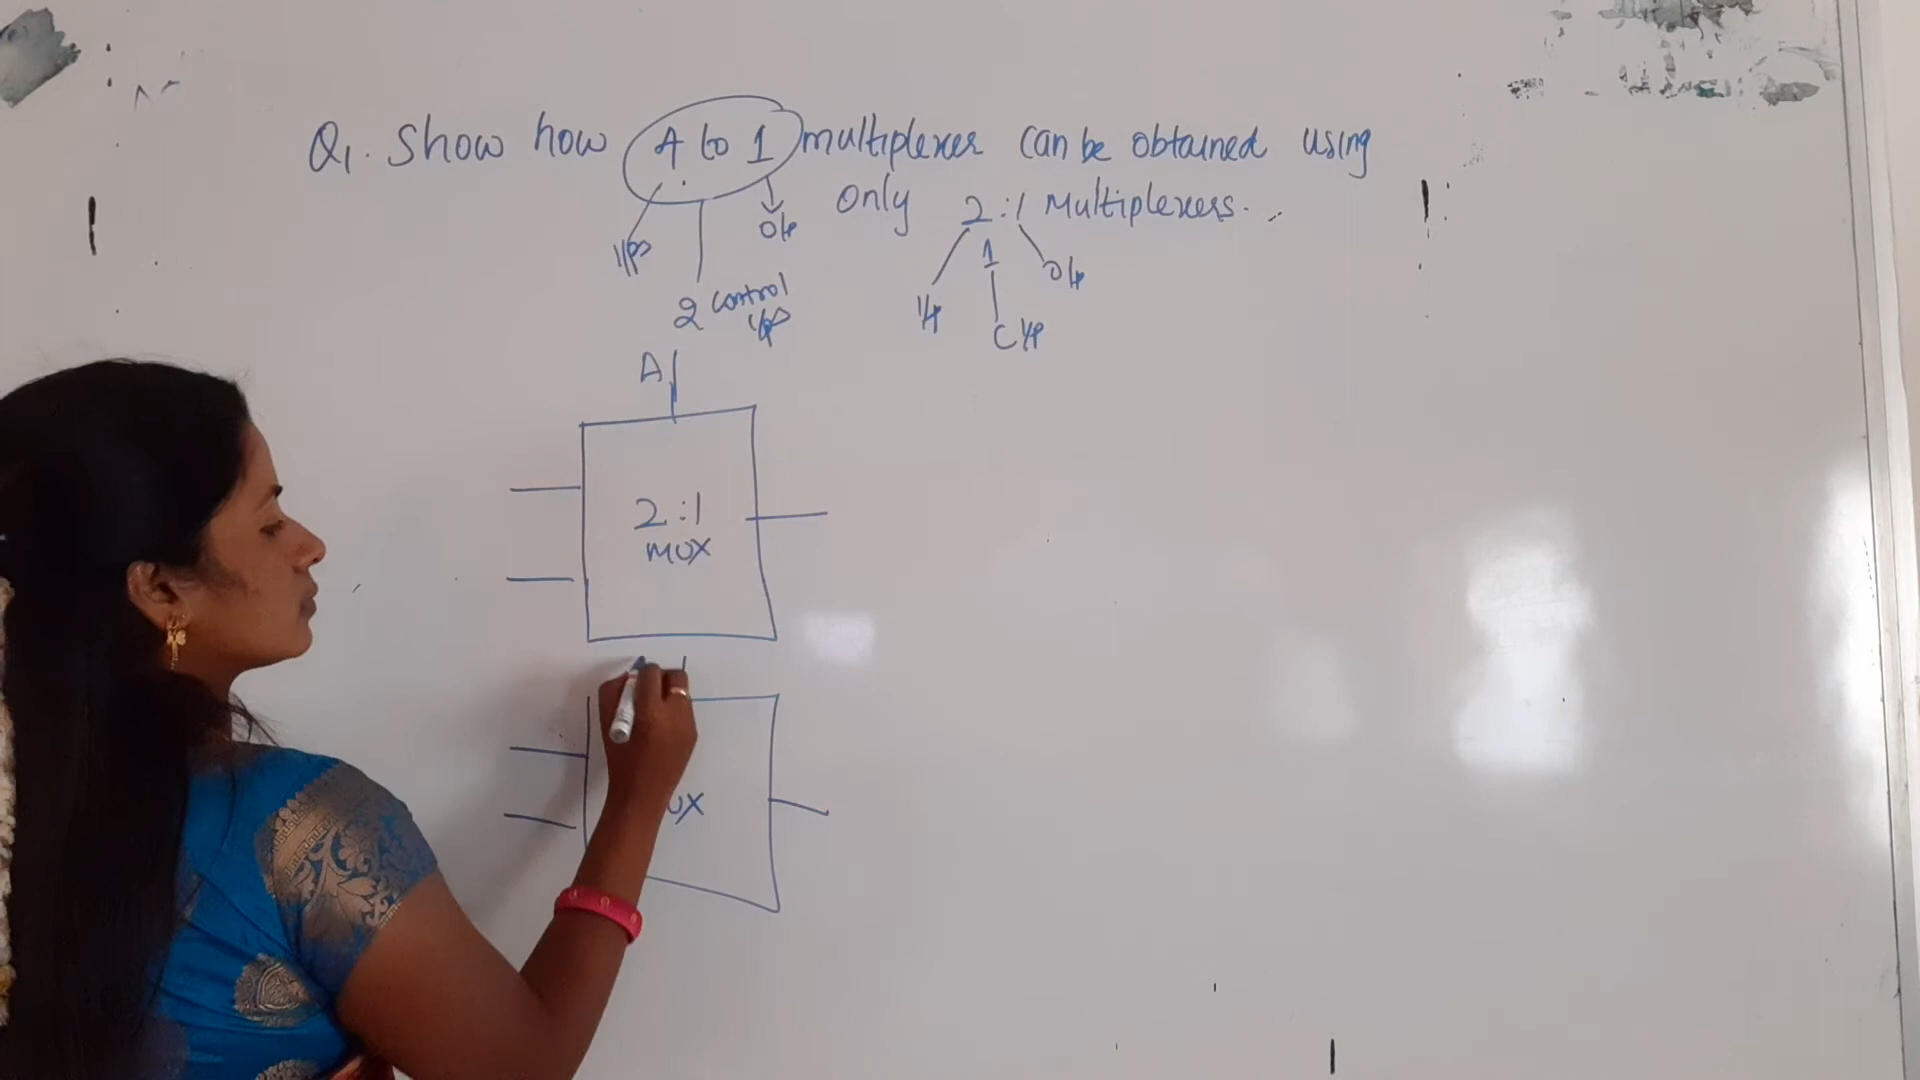 Q1. Show how 4 to 1 multiplexer can be obtained using
only 2:1 Multiplexers.
i/ps
o/p
2 control
i/ps
1
i/p
o/p
C i/p
A
2:1
MUX
UX